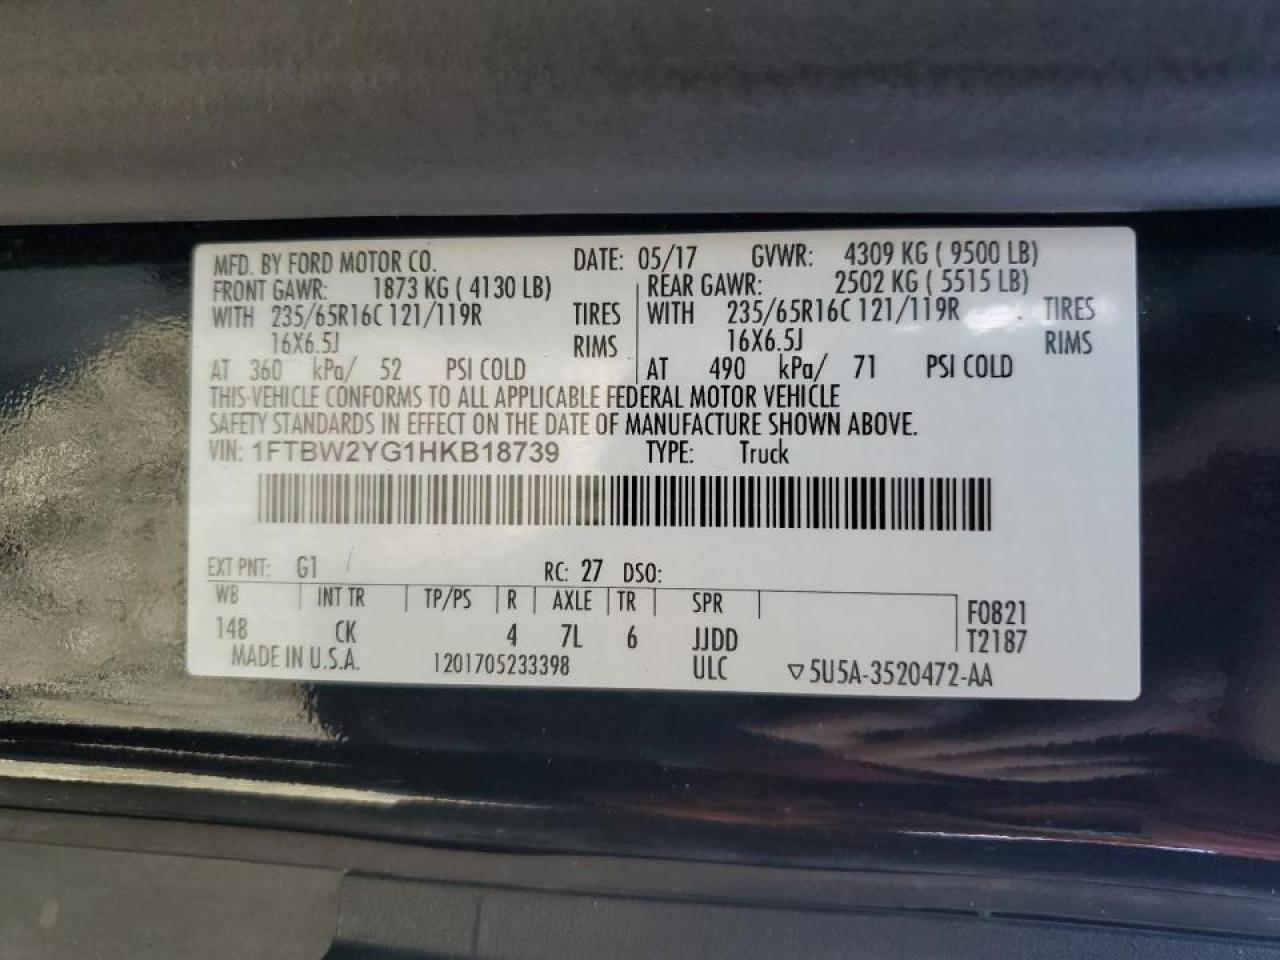 MFD. BY FORD MOTOR CO. DATE: 05/17 GVWR: 4309 KG ( 9500 LB)
FRONT GAWR: 1873 KG ( 4130 LB) REAR GAWR: 2502 KG ( 5515 LB)
WITH 235/65R16C 121/119R TIRES WITH 235/65R16C 121/119R TIRES
16X6.5J RIMS 16X6.5J RIMS
AT 360 kPa/ 52 PSI COLD AT 490 kPa/ 71 PSI COLD
THIS VEHICLE CONFORMS TO ALL APPLICABLE FEDERAL MOTOR VEHICLE
SAFETY STANDARDS IN EFFECT ON THE DATE OF MANUFACTURE SHOWN ABOVE.
VIN: 1FTBW2YG1HKB18739 TYPE: Truck
EXT PNT: G1 RC: 27 DSO:
WB INT TR TP/PS R AXLE TR SPR F0821
148 CK 4 7L 6 JJDD T2187
MADE IN U.S.A. 1201705233398 ULC ▽5U5A-3520472-AA